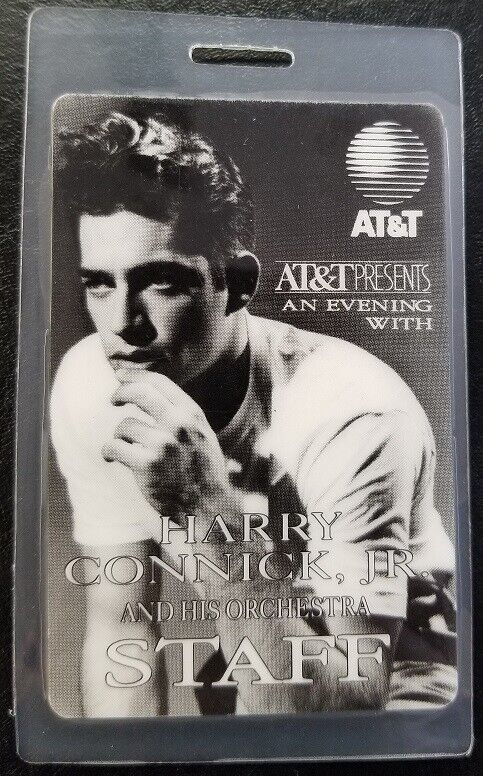 AT&T
AT&T PRESENTS
AN EVENING
WITH
HARRY
CONNICK, JR.
AND HIS ORCHESTRA
STAFF